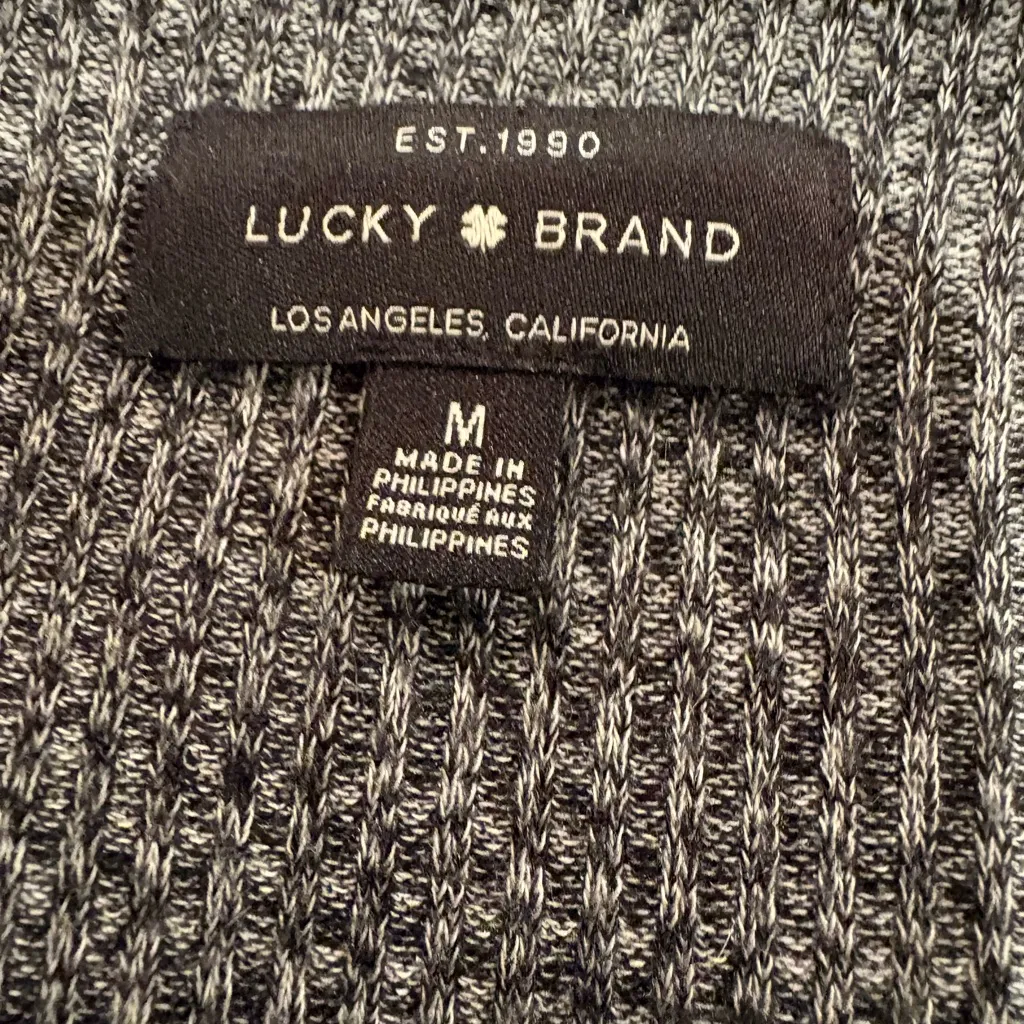 EST.1990
LUCKY BRAND
LOS ANGELES, CALIFORNIA
M
MADE IN
PHILIPPINES
FABRIQUÉ AUX
PHILIPPINES